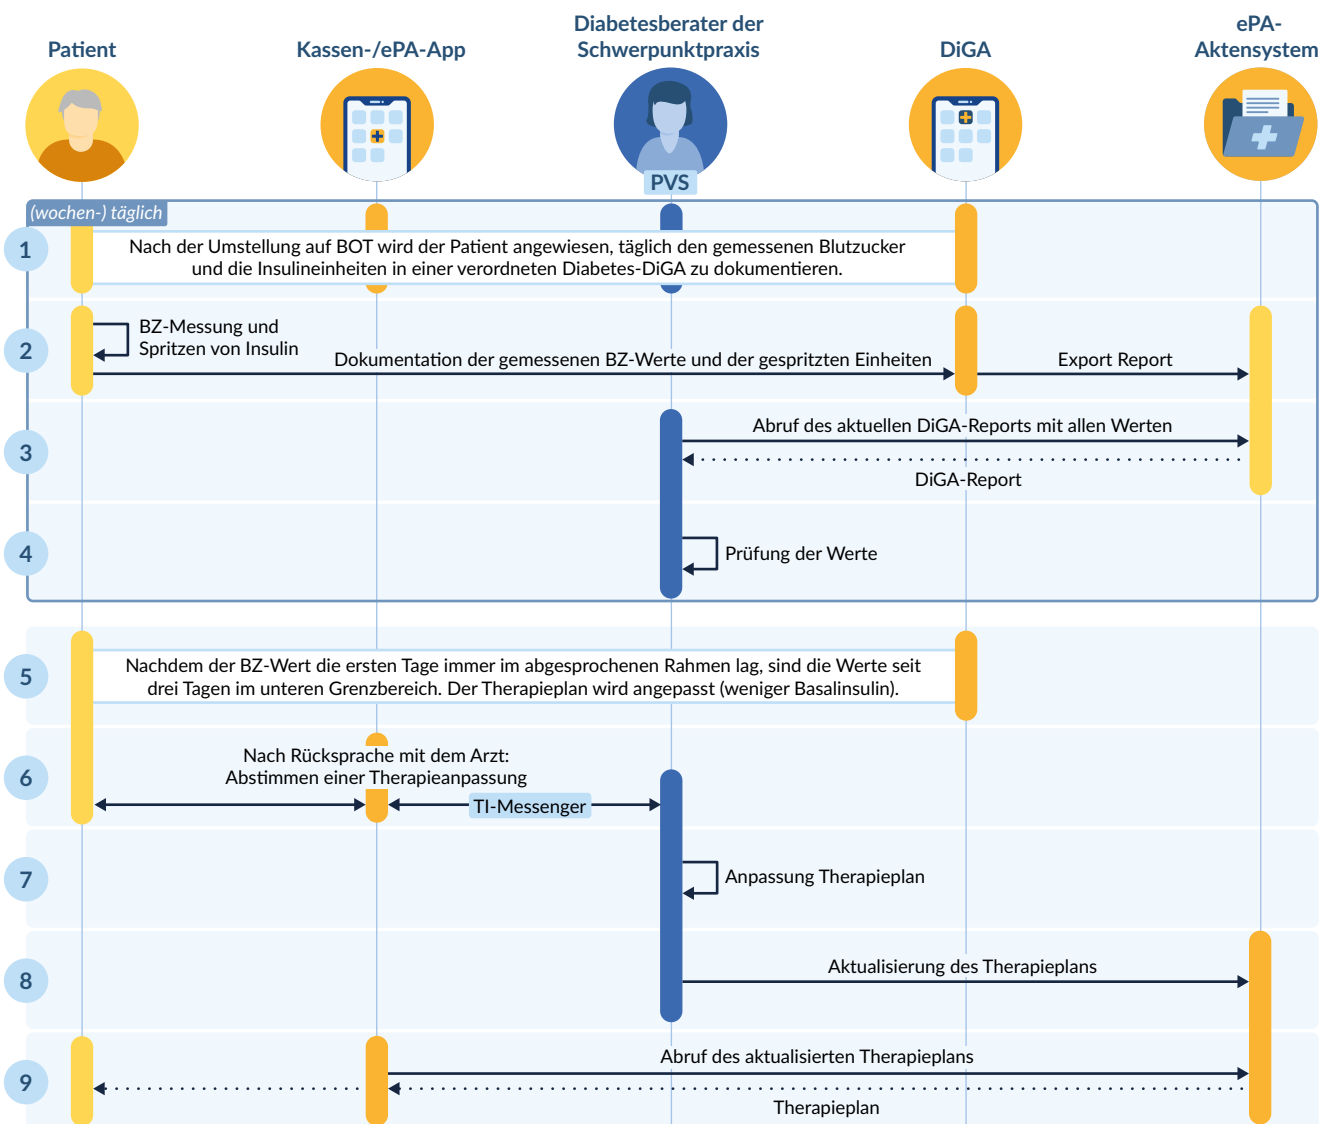 Patient
Kassen-/ePA-App
Diabetesberater der
Schwerpunktpraxis
DiGA
ePA-
Aktensystem
PVS
(wochen-) täglich
1
Nach der Umstellung auf BOT wird der Patient angewiesen, täglich den gemessenen Blutzucker
und die Insulineinheiten in einer verordneten Diabetes-DiGA zu dokumentieren.
2
BZ-Messung und
Spritzen von Insulin
Dokumentation der gemessenen BZ-Werte und der gespritzten Einheiten
Export Report
3
Abruf des aktuellen DiGA-Reports mit allen Werten
DiGA-Report
4
Prüfung der Werte
5
Nachdem der BZ-Wert die ersten Tage immer im abgesprochenen Rahmen lag, sind die Werte seit
drei Tagen im unteren Grenzbereich. Der Therapieplan wird angepasst (weniger Basalinsulin).
6
Nach Rücksprache mit dem Arzt:
Abstimmen einer Therapieanpassung
TI-Messenger
7
Anpassung Therapieplan
8
Aktualisierung des Therapieplans
9
Abruf des aktualisierten Therapieplans
Therapieplan